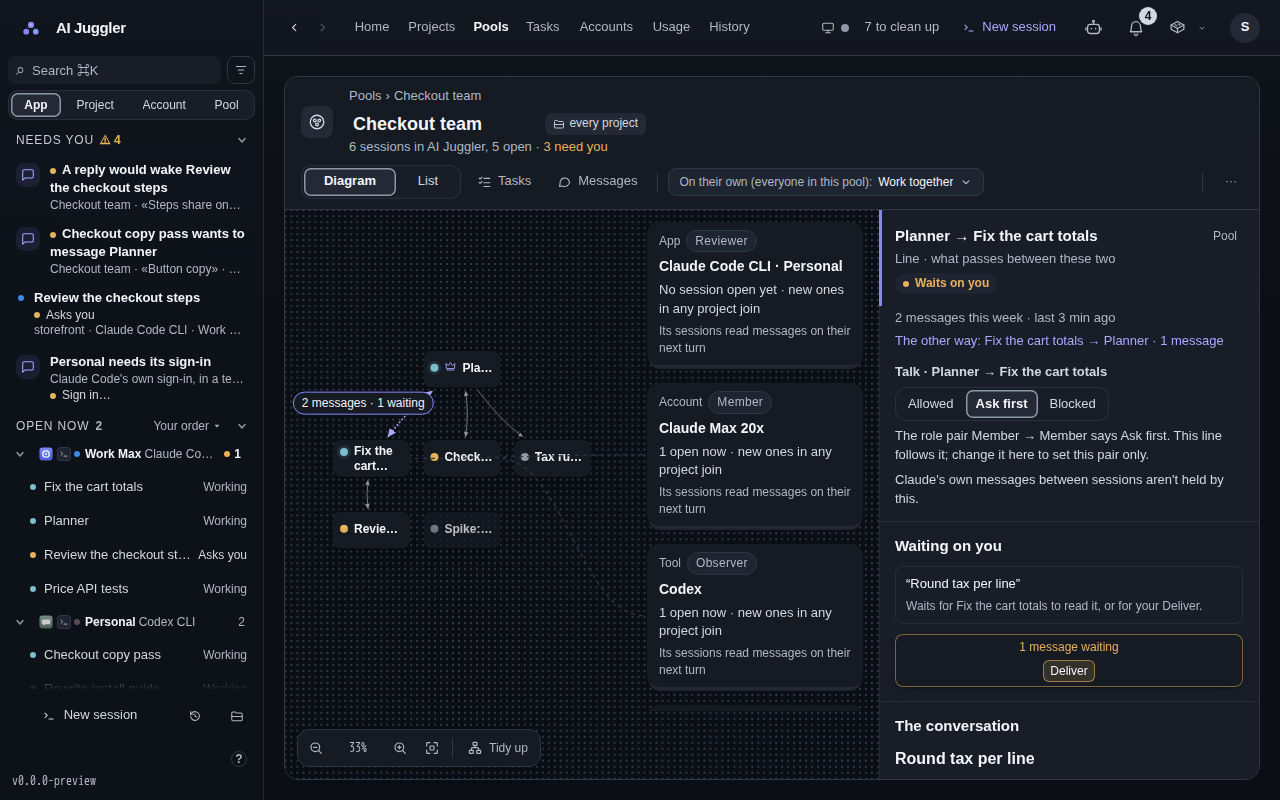 AI Juggler
Search ⌘K
App Project Account Pool
NEEDS YOU 4
A reply would wake Review the checkout steps
Checkout team · «Steps share on…
Checkout copy pass wants to message Planner
Checkout team · «Button copy» · …
Review the checkout steps
Asks you
storefront · Claude Code CLI · Work …
Personal needs its sign-in
Claude Code's own sign-in, in a te…
Sign in…
OPEN NOW 2 Your order
Work Max Claude Co… 1
Fix the cart totals Working
Planner Working
Review the checkout st… Asks you
Price API tests Working
Personal Codex CLI 2
Checkout copy pass Working
Rewrite install guide Working
New session
?
v0.0.0-preview
Home Projects Pools Tasks Accounts Usage History
7 to clean up
New session
4
S
Pools › Checkout team
Checkout team
every project
6 sessions in AI Juggler, 5 open · 3 need you
Diagram List Tasks Messages
On their own (everyone in this pool): Work together
Pla…
2 messages · 1 waiting
Fix the cart…
Check…
Tax ru…
Revie…
Spike:…
App Reviewer
Claude Code CLI · Personal
No session open yet · new ones in any project join
Its sessions read messages on their next turn
Account Member
Claude Max 20x
1 open now · new ones in any project join
Its sessions read messages on their next turn
Tool Observer
Codex
1 open now · new ones in any project join
Its sessions read messages on their next turn
33%
Tidy up
Planner → Fix the cart totals Pool
Line · what passes between these two
Waits on you
2 messages this week · last 3 min ago
The other way: Fix the cart totals → Planner · 1 message
Talk · Planner → Fix the cart totals
Allowed Ask first Blocked
The role pair Member → Member says Ask first. This line follows it; change it here to set this pair only.
Claude's own messages between sessions aren't held by this.
Waiting on you
“Round tax per line”
Waits for Fix the cart totals to read it, or for your Deliver.
1 message waiting
Deliver
The conversation
Round tax per line